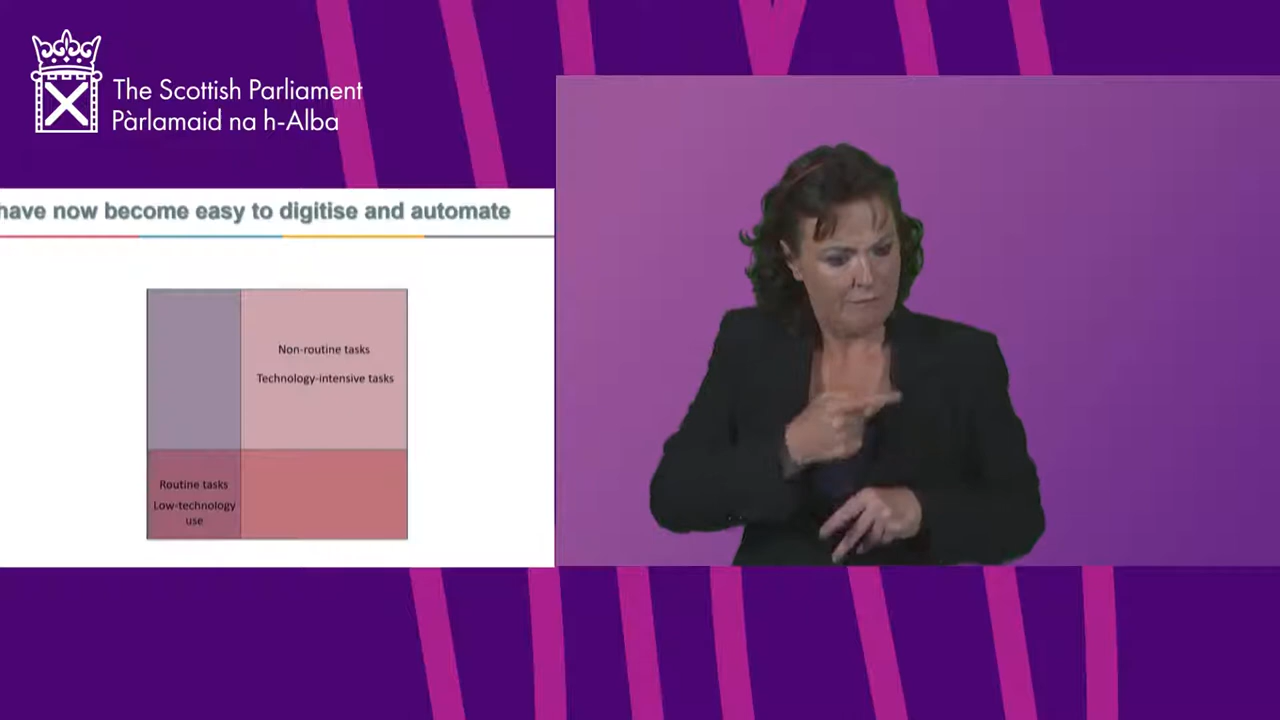 The Scottish Parliament
Pàrlamaid na h-Alba
have now become easy to digitise and automate
Non-routine tasks
Technology-intensive tasks
Routine tasks
Low-technology
use